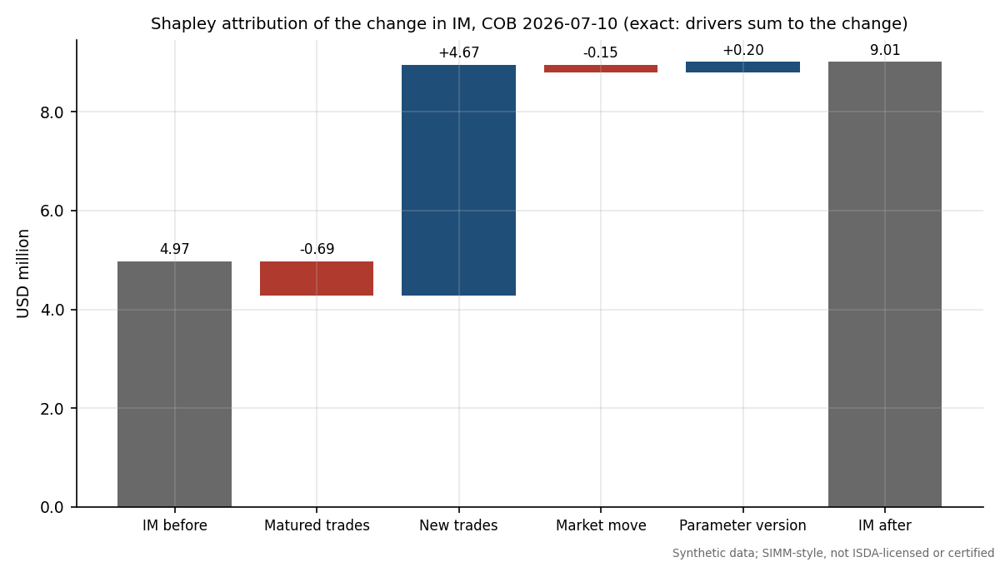 Shapley attribution of the change in IM, COB 2026-07-10 (exact: drivers sum to the change)
+4.67
-0.15
+0.20
9.01
8.0
6.0
4.97
-0.69
USD million
4.0
2.0
0.0
IM before
Matured trades
New trades
Market move
Parameter version
IM after
Synthetic data; SIMM-style, not ISDA-licensed or certified